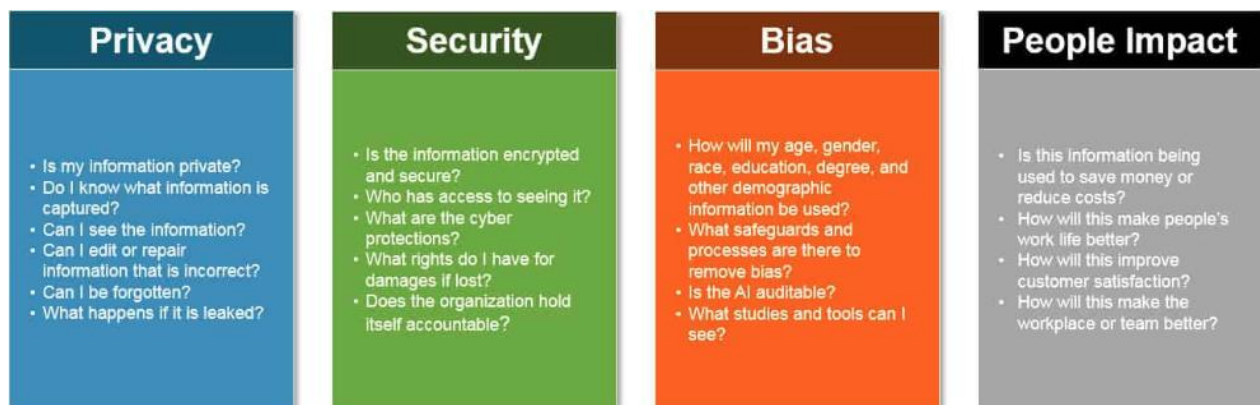 Privacy
• Is my information private?
• Do I know what information is
captured?
• Can I see the information?
• Can I edit or repair
information that is incorrect?
• Can I be forgotten?
• What happens if it is leaked?
Security
• Is the information encrypted
and secure?
• Who has access to seeing it?
• What are the cyber
protections?
• What rights do I have for
damages if lost?
• Does the organization hold
itself accountable?
Bias
• How will my age, gender,
race, education, degree, and
other demographic
information be used?
• What safeguards and
processes are there to
remove bias?
• Is the AI auditable?
• What studies and tools can I
see?
People Impact
• Is this information being
used to save money or
reduce costs?
• How will this make people's
work life better?
• How will this improve
customer satisfaction?
• How will this make the
workplace or team better?